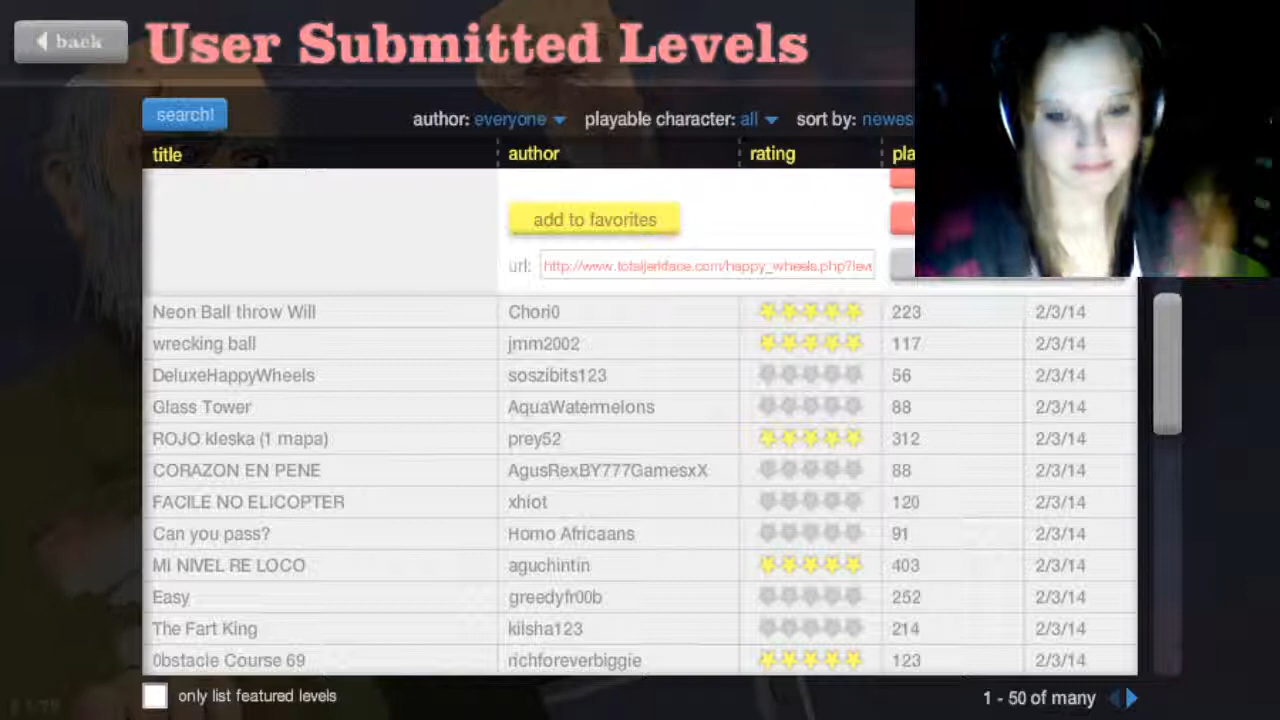 back
User Submitted Levels
search!
author: everyone playable character: all sort by: newes
title author rating pla
add to favorites
url: http://www.totaljerkface.com/happy_wheels.php?leve
Neon Ball throw Will Chori0 223 2/3/14
wrecking ball jmm2002 117 2/3/14
DeluxeHappyWheels soszibits123 56 2/3/14
Glass Tower AquaWatermelons 88 2/3/14
ROJO kleska (1 mapa) prey52 312 2/3/14
CORAZON EN PENE AgusRexBY777GamesxX 88 2/3/14
FACILE NO ELICOPTER xhiot 120 2/3/14
Can you pass? Homo Africaans 91 2/3/14
MI NIVEL RE LOCO aguchintin 403 2/3/14
Easy greedyfr00b 252 2/3/14
The Fart King kilsha123 214 2/3/14
0bstacle Course 69 richforeverbiggie 123 2/3/14
only list featured levels 1 - 50 of many